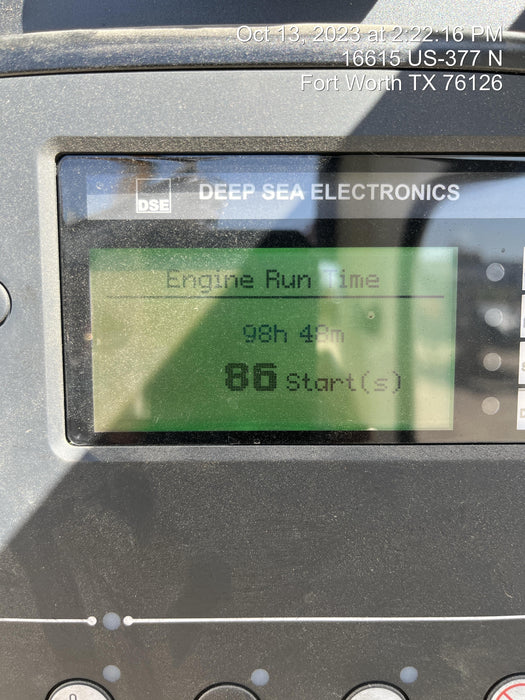 Oct 13, 2023 at 2:22:16 PM
16615 US-377 N
Fort Worth TX 76126
DSE DEEP SEA ELECTRONICS
Engine Run Time
98h 48m
86 Start(s)